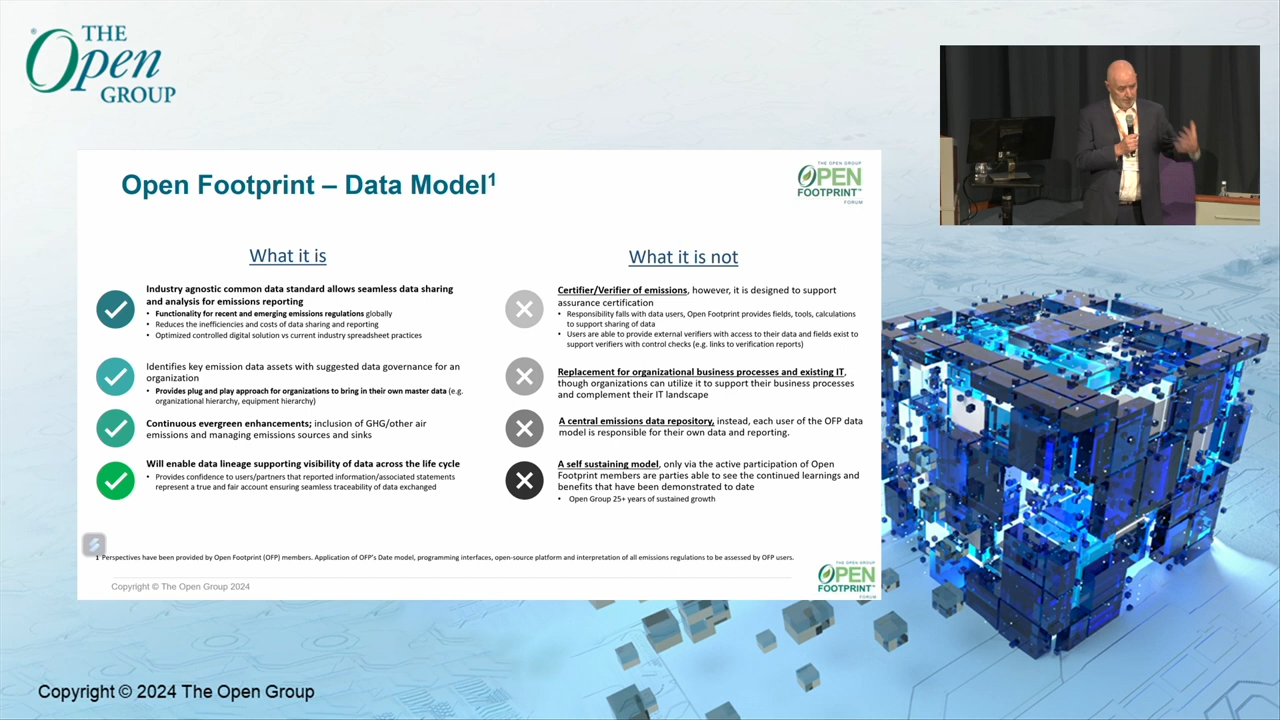 THE
Open
GROUP
Open Footprint – Data Model¹
THE OPEN GROUP
OPEN
FOOTPRINT™
FORUM
What it is
Industry agnostic common data standard allows seamless data sharing
and analysis for emissions reporting
• Functionality for recent and emerging emissions regulations globally
• Reduces the inefficiencies and costs of data sharing and reporting
• Optimized controlled digital solution vs current industry spreadsheet practices
Identifies key emission data assets with suggested data governance for an
organization
• Provides plug and play approach for organizations to bring in their own master data (e.g.
organizational hierarchy, equipment hierarchy)
Continuous evergreen enhancements; inclusion of GHG/other air
emissions and managing emissions sources and sinks
Will enable data lineage supporting visibility of data across the life cycle
• Provides confidence to users/partners that reported information/associated statements
represent a true and fair account ensuring seamless traceability of data exchanged
What it is not
Certifier/Verifier of emissions, however, it is designed to support
assurance certification
• Responsibility falls with data users, Open Footprint provides fields, tools, calculations
to support sharing of data
• Users are able to provide external verifiers with access to their data and fields exist to
support verifiers with control checks (e.g. links to verification reports)
Replacement for organizational business processes and existing IT,
though organizations can utilize it to support their business processes
and complement their IT landscape
A central emissions data repository, instead, each user of the OFP data
model is responsible for their own data and reporting.
A self sustaining model, only via the active participation of Open
Footprint members are parties able to see the continued learnings and
benefits that have been demonstrated to date
• Open Group 25+ years of sustained growth
1 Perspectives have been provided by Open Footprint (OFP) members. Application of OFP's Date model, programming interfaces, open-source platform and interpretation of all emissions regulations to be assessed by OFP users.
Copyright © The Open Group 2024
THE OPEN GROUP
OPEN
FOOTPRINT™
FORUM
Copyright © 2024 The Open Group